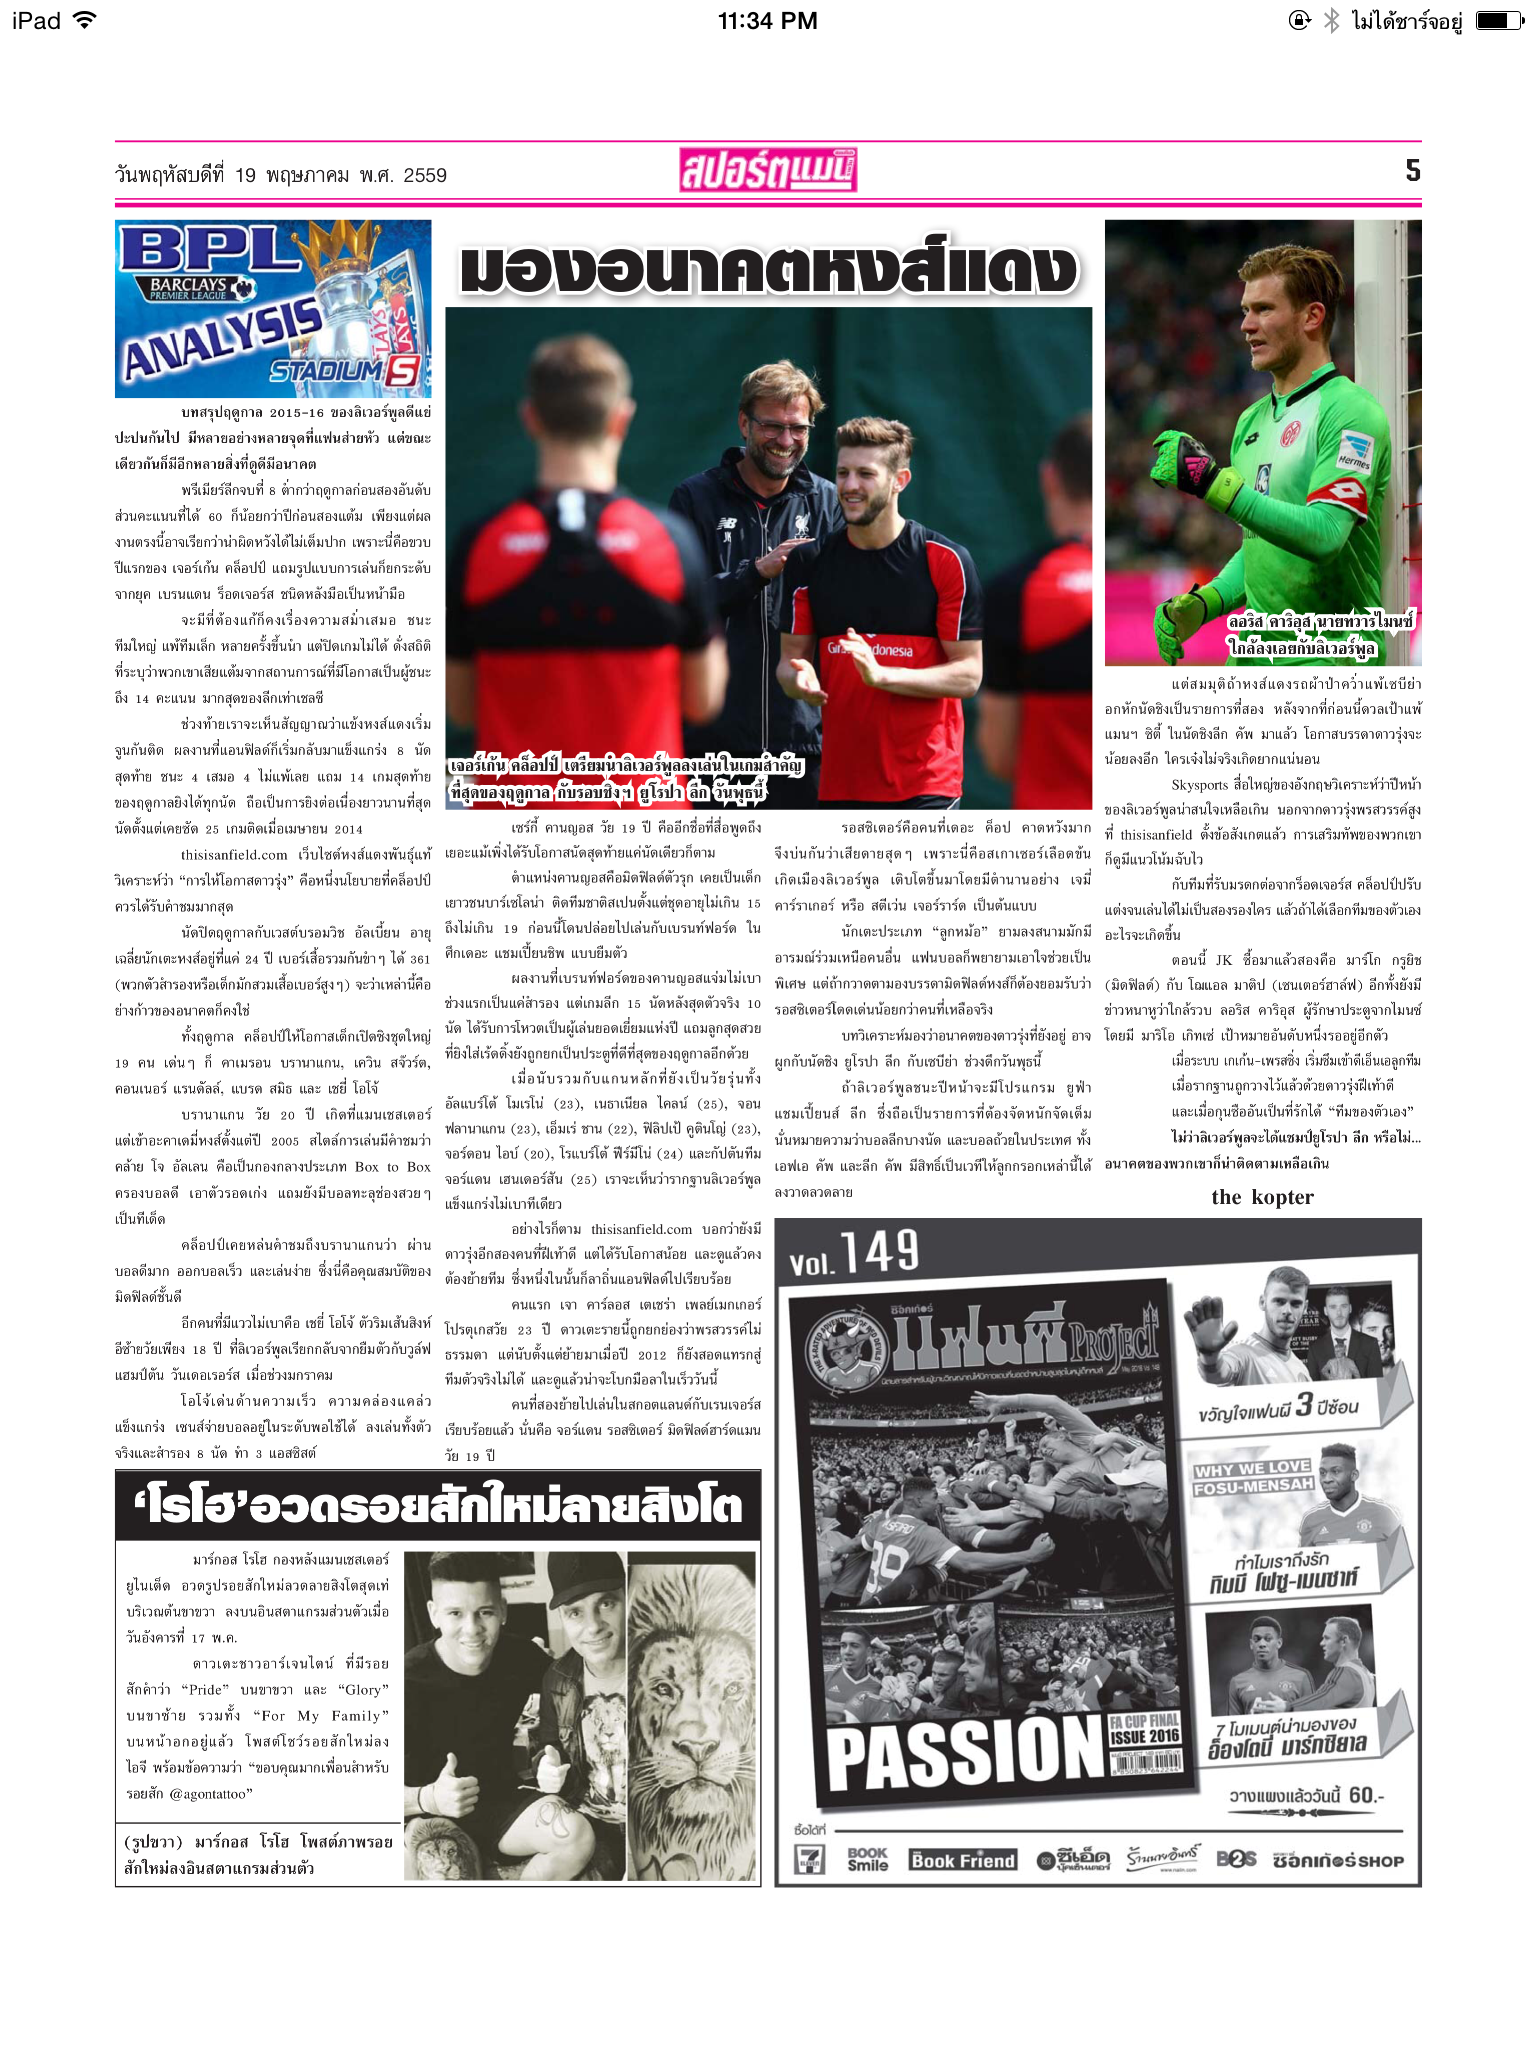 iPad
11:34 PM
ไม่ได้ชาร์จอยู่
วันพฤหัสบดีที่ 19 พฤษภาคม พ.ศ. 2559
สปอร์ตแมน
5
BPL
BARCLAYS
PREMIER LEAGUE
ANALYSIS
STADIUM S
มองอนาคตหงส์แดง
เจอร์เก้น คล็อปป์ เตรียมนำลิเวอร์พูลลงเล่นในเกมสำคัญ
ที่สุดของฤดูกาล กับรอบชิงฯ ยูโรปา ลีก วันพุธนี้
ลอริส คาริอุส นายทวารไมนซ์
ใกล้ลงเอยกับลิเวอร์พูล
บทสรุปฤดูกาล 2015-16 ของลิเวอร์พูลดีแย่
ปะปนกันไป มีหลายอย่างหลายจุดที่แฟนส่ายหัว แต่ขณะ
เดียวกันก็มีอีกหลายสิ่งที่ดูดีมีอนาคต
พรีเมียร์ลีกจบที่ 8 ต่ำกว่าฤดูกาลก่อนสองอันดับ
ส่วนคะแนนที่ได้ 60 ก็น้อยกว่าปีก่อนสองแต้ม เพียงแต่ผล
งานตรงนี้อาจเรียกว่าน่าผิดหวังได้ไม่เต็มปาก เพราะนี่คือขวบ
ปีแรกของ เจอร์เก้น คล็อปป์ แถมรูปแบบการเล่นก็ยกระดับ
จากยุค เบรนแดน ร็อดเจอร์ส ชนิดหลังมือเป็นหน้ามือ
จะมีที่ต้องแก้ก็คงเรื่องความสม่ำเสมอ ชนะ
ทีมใหญ่ แพ้ทีมเล็ก หลายครั้งขึ้นนำ แต่ปิดเกมไม่ได้ ดั่งสถิติ
ที่ระบุว่าพวกเขาเสียแต้มจากสถานการณ์ที่มีโอกาสเป็นผู้ชนะ
ถึง 14 คะแนน มากสุดของลีกเท่าเชลซี
ช่วงท้ายเราจะเห็นสัญญาณว่าแข้งหงส์แดงเริ่ม
จูนกันติด ผลงานที่แอนฟิลด์ก็เริ่มกลับมาแข็งแกร่ง 8 นัด
สุดท้าย ชนะ 4 เสมอ 4 ไม่แพ้เลย แถม 14 เกมสุดท้าย
ของฤดูกาลยิงได้ทุกนัด ถือเป็นการยิงต่อเนื่องยาวนานที่สุด
นัดตั้งแต่เคยซัด 25 เกมติดเมื่อเมษายน 2014
thisisanfield.com เว็บไซต์หงส์แดงพันธุ์แท้
วิเคราะห์ว่า “การให้โอกาสดาวรุ่ง” คือหนึ่งนโยบายที่คล็อปป์
ควรได้รับคำชมมากสุด
นัดปิดฤดูกาลกับเวสต์บรอมวิช อัลเบี้ยน อายุ
เฉลี่ยนักเตะหงส์อยู่ที่แค่ 24 ปี เบอร์เสื้อรวมกันขำๆ ได้ 361
(พวกตัวสำรองหรือเด็กมักสวมเสื้อเบอร์สูงๆ) จะว่าเหล่านี้คือ
ย่างก้าวของอนาคตก็คงใช่
ทั้งฤดูกาล คล็อปป์ให้โอกาสเด็กเปิดซิงชุดใหญ่
19 คน เด่นๆ ก็ คาเมรอน บรานาแกน, เควิน สจ๊วร์ต,
คอนเนอร์ แรนดัลล์, แบรด สมิธ และ เชยี่ โอโจ้
บรานาแกน วัย 20 ปี เกิดที่แมนเชสเตอร์
แต่เข้าอะคาเดมี่หงส์ตั้งแต่ปี 2005 สไตล์การเล่นมีคำชมว่า
คล้าย โจ อัลเลน คือเป็นกองกลางประเภท Box to Box
ครองบอลดี เอาตัวรอดเก่ง แถมยังมีบอลทะลุช่องสวยๆ
เป็นทีเด็ด
คล็อปป์เคยหล่นคำชมถึงบรานาแกนว่า ผ่าน
บอลดีมาก ออกบอลเร็ว และเล่นง่าย ซึ่งนี่คือคุณสมบัติของ
มิดฟิลด์ชั้นดี
อีกคนที่มีแววไม่เบาคือ เชยี่ โอโจ้ ตัวริมเส้นสิงห์
อีซ้ายวัยเพียง 18 ปี ที่ลิเวอร์พูลเรียกกลับจากยืมตัวกับวูล์ฟ
แฮมป์ตัน วันเดอเรอร์ส เมื่อช่วงมกราคม
โอโจ้เด่นด้านความเร็ว ความคล่องแคล่ว
แข็งแกร่ง เซนส์จ่ายบอลอยู่ในระดับพอใช้ได้ ลงเล่นทั้งตัว
จริงและสำรอง 8 นัด ทำ 3 แอสซิสต์
เซร์กี้ คานญอส วัย 19 ปี คืออีกชื่อที่สื่อพูดถึง
เยอะแม้เพิ่งได้รับโอกาสนัดสุดท้ายแค่นัดเดียวก็ตาม
ตำแหน่งคานญอสคือมิดฟิลด์ตัวรุก เคยเป็นเด็ก
เยาวชนบาร์เซโลน่า ติดทีมชาติสเปนตั้งแต่ชุดอายุไม่เกิน 15
ถึงไม่เกิน 19 ก่อนนี้โดนปล่อยไปเล่นกับเบรนท์ฟอร์ด ใน
ศึกเดอะ แชมเปี้ยนชิพ แบบยืมตัว
ผลงานที่เบรนท์ฟอร์ดของคานญอสแจ่มไม่เบา
ช่วงแรกเป็นแค่สำรอง แต่เกมลีก 15 นัดหลังสุดตัวจริง 10
นัด ได้รับการโหวตเป็นผู้เล่นยอดเยี่ยมแห่งปี แถมลูกสุดสวย
ที่ยิงใส่เร้ดดิ้งยังถูกยกเป็นประตูที่ดีที่สุดของฤดูกาลอีกด้วย
เมื่อนับรวมกับแกนหลักที่ยังเป็นวัยรุ่นทั้ง
อัลแบร์โต้ โมเรโน่ (23), เนธาเนียล ไคลน์ (25), จอน
ฟลานาแกน (23), เอ็มเร่ ชาน (22), ฟิลิปเป้ คูตินโญ่ (23),
จอร์ดอน ไอบ์ (20), โรแบร์โต้ ฟีร์มีโน่ (24) และกัปตันทีม
จอร์แดน เฮนเดอร์สัน (25) เราจะเห็นว่ารากฐานลิเวอร์พูล
แข็งแกร่งไม่เบาทีเดียว
อย่างไรก็ตาม thisisanfield.com บอกว่ายังมี
ดาวรุ่งอีกสองคนที่ฝีเท้าดี แต่ได้รับโอกาสน้อย และดูแล้วคง
ต้องย้ายทีม ซึ่งหนึ่งในนั้นก็ลาถิ่นแอนฟิลด์ไปเรียบร้อย
คนแรก เจา คาร์ลอส เตเชร่า เพลย์เมกเกอร์
โปรตุเกสวัย 23 ปี ดาวเตะรายนี้ถูกยกย่องว่าพรสวรรค์ไม่
ธรรมดา แต่นับตั้งแต่ย้ายมาเมื่อปี 2012 ก็ยังสอดแทรกสู่
ทีมตัวจริงไม่ได้ และดูแล้วน่าจะโบกมือลาในเร็ววันนี้
คนที่สองย้ายไปเล่นในสกอตแลนด์กับเรนเจอร์ส
เรียบร้อยแล้ว นั่นคือ จอร์แดน รอสซิเตอร์ มิดฟิลด์ฮาร์ดแมน
วัย 19 ปี
รอสซิเตอร์คือคนที่เดอะ ค็อป คาดหวังมาก
จึงบ่นกันว่าเสียดายสุดๆ เพราะนี่คือสเกาเซอร์เลือดข้น
เกิดเมืองลิเวอร์พูล เติบโตขึ้นมาโดยมีตำนานอย่าง เจมี่
คาร์ราเกอร์ หรือ สตีเว่น เจอร์ราร์ด เป็นต้นแบบ
นักเตะประเภท “ลูกหม้อ” ยามลงสนามมักมี
อารมณ์ร่วมเหนือคนอื่น แฟนบอลก็พยายามเอาใจช่วยเป็น
พิเศษ แต่ถ้ากวาดตามองบรรดามิดฟิลด์หงส์ก็ต้องยอมรับว่า
รอสซิเตอร์โดดเด่นน้อยกว่าคนที่เหลือจริง
บทวิเคราะห์มองว่าอนาคตของดาวรุ่งที่ยังอยู่ อาจ
ผูกกับนัดชิง ยูโรปา ลีก กับเซบีย่า ช่วงดึกวันพุธนี้
ถ้าลิเวอร์พูลชนะปีหน้าจะมีโปรแกรม ยูฟ่า
แชมเปี้ยนส์ ลีก ซึ่งถือเป็นรายการที่ต้องจัดหนักจัดเต็ม
นั่นหมายความว่าบอลลีกบางนัด และบอลถ้วยในประเทศ ทั้ง
เอฟเอ คัพ และลีก คัพ มีสิทธิ์เป็นเวทีให้ลูกกรอกเหล่านี้ได้
ลงวาดลวดลาย
แต่สมมุติถ้าหงส์แดงรถผ้าป่าคว่ำแพ้เซบีย่า
อกหักนัดชิงเป็นรายการที่สอง หลังจากที่ก่อนนี้ดวลเป้าแพ้
แมนฯ ซิตี้ ในนัดชิงลีก คัพ มาแล้ว โอกาสบรรดาดาวรุ่งจะ
น้อยลงอีก ใครเจ๋งไม่จริงเกิดยากแน่นอน
Skysports สื่อใหญ่ของอังกฤษวิเคราะห์ว่าปีหน้า
ของลิเวอร์พูลน่าสนใจเหลือเกิน นอกจากดาวรุ่งพรสวรรค์สูง
ที่ thisisanfield ตั้งข้อสังเกตแล้ว การเสริมทัพของพวกเขา
ก็ดูมีแนวโน้มฉับไว
กับทีมที่รับมรดกต่อจากร็อดเจอร์ส คล็อปป์ปรับ
แต่งจนเล่นได้ไม่เป็นสองรองใคร แล้วถ้าได้เลือกทีมของตัวเอง
อะไรจะเกิดขึ้น
ตอนนี้ JK ซื้อมาแล้วสองคือ มาร์โก กรูยิช
(มิดฟิลด์) กับ โฌแอล มาติป (เซนเตอร์ฮาล์ฟ) อีกทั้งยังมี
ข่าวหนาหูว่าใกล้รวบ ลอริส คาริอุส ผู้รักษาประตูจากไมนซ์
โดยมี มาริโอ เกิทเซ่ เป้าหมายอันดับหนึ่งรออยู่อีกตัว
เมื่อระบบ เกเก้น-เพรสซิ่ง เริ่มซึมเข้าตีเอ็นเอลูกทีม
เมื่อรากฐานถูกวางไว้แล้วด้วยดาวรุ่งฝีเท้าดี
และเมื่อกุนซืออันเป็นที่รักได้ “ทีมของตัวเอง”
ไม่ว่าลิเวอร์พูลจะได้แชมป์ยูโรปา ลีก หรือไม่...
อนาคตของพวกเขาก็น่าติดตามเหลือเกิน
the kopter
‘โรโฮ’อวดรอยสักใหม่ลายสิงโต
มาร์กอส โรโฮ กองหลังแมนเชสเตอร์
ยูไนเต็ด อวดรูปรอยสักใหม่ลวดลายสิงโตสุดเท่
บริเวณต้นขาขวา ลงบนอินสตาแกรมส่วนตัวเมื่อ
วันอังคารที่ 17 พ.ค.
ดาวเตะชาวอาร์เจนไตน์ ที่มีรอย
สักคำว่า “Pride” บนขาขวา และ “Glory”
บนขาซ้าย รวมทั้ง “For My Family”
บนหน้าอกอยู่แล้ว โพสต์โชว์รอยสักใหม่ลง
ไอจี พร้อมข้อความว่า “ขอบคุณมากเพื่อนสำหรับ
รอยสัก @agontattoo”
(รูปขวา) มาร์กอส โรโฮ โพสต์ภาพรอย
สักใหม่ลงอินสตาแกรมส่วนตัว
Vol. 149
ซ๊อคเก้อร์
แฟนผี PROJECT
PASSION
FA CUP FINAL
ISSUE 2016
ขวัญใจแฟนผี 3 ปีซ้อน
WHY WE LOVE
FOSU-MENSAH
ทำไมเราถึงรัก
ทิมมี โฟซู-เมนซาห์
7 โมเมนต์น่ามองของ
อ็องโตนี มาร์กซิยาล
วางแผงแล้ววันนี้ 60.-
ซื้อได้ที่
7 ELEVEN
BOOK Smile
Book Friend
ซีเอ็ด
บุ๊คเซ็นเตอร์
ร้านนายอินทร์
www.naiin.com
B2S
ซ๊อคเก้อร์SHOP